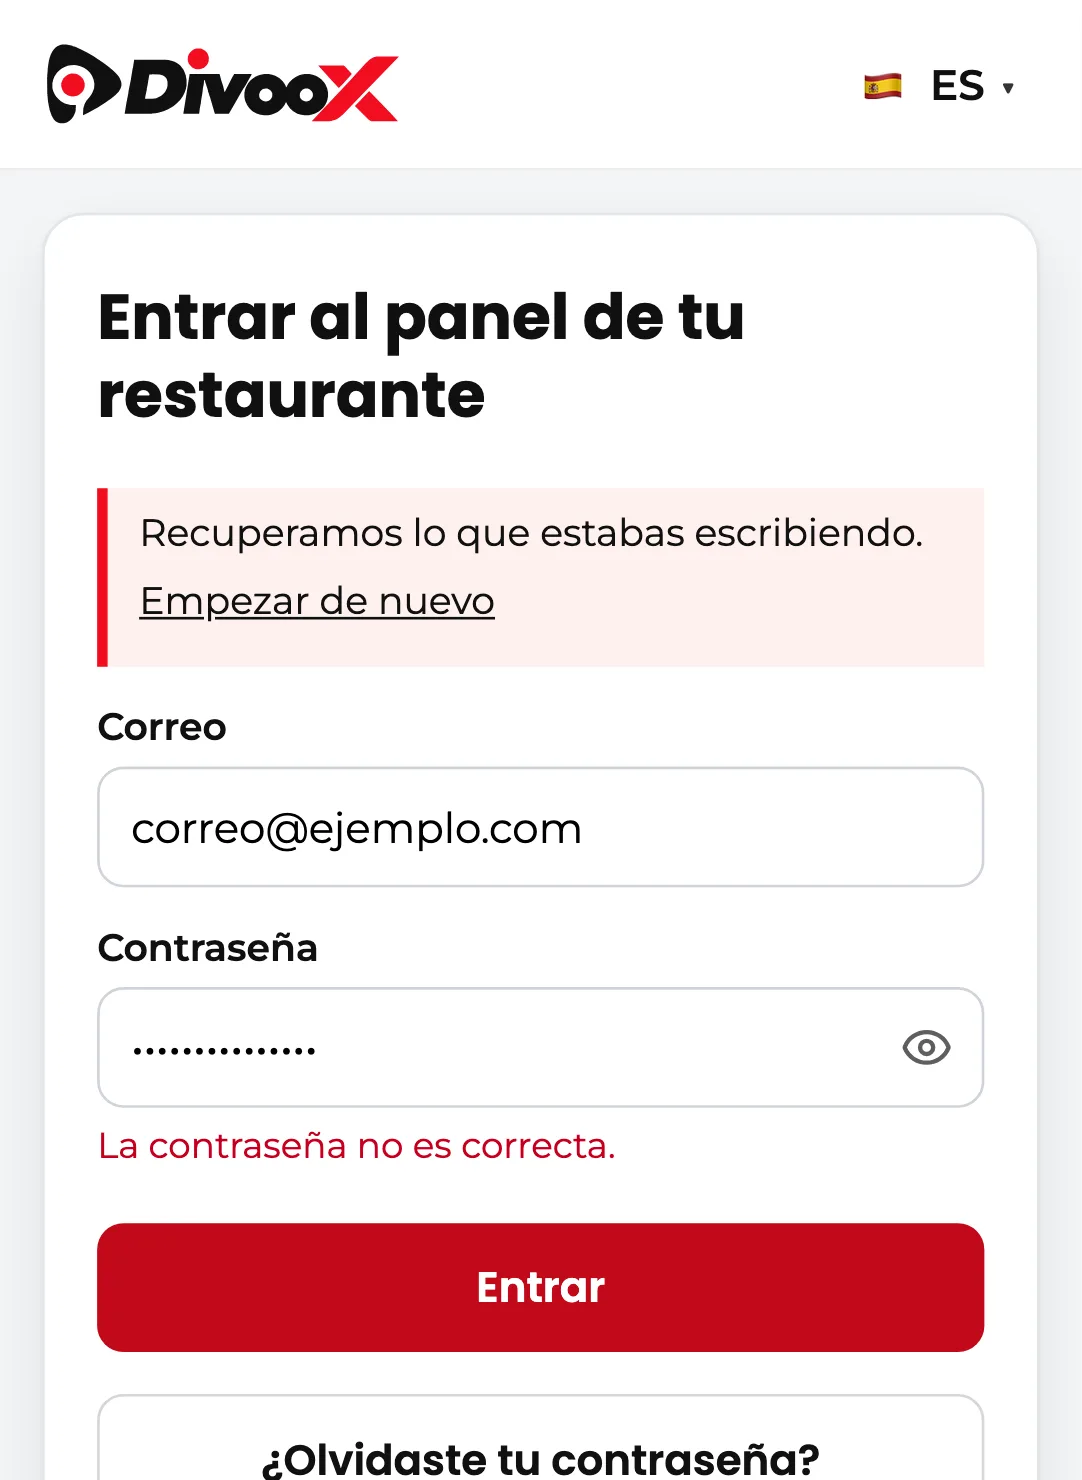 DivooX
ES
Entrar al panel de tu
restaurante
Recuperamos lo que estabas escribiendo.
Empezar de nuevo
Correo
correo@ejemplo.com
Contraseña
La contraseña no es correcta.
Entrar
¿Olvidaste tu contraseña?